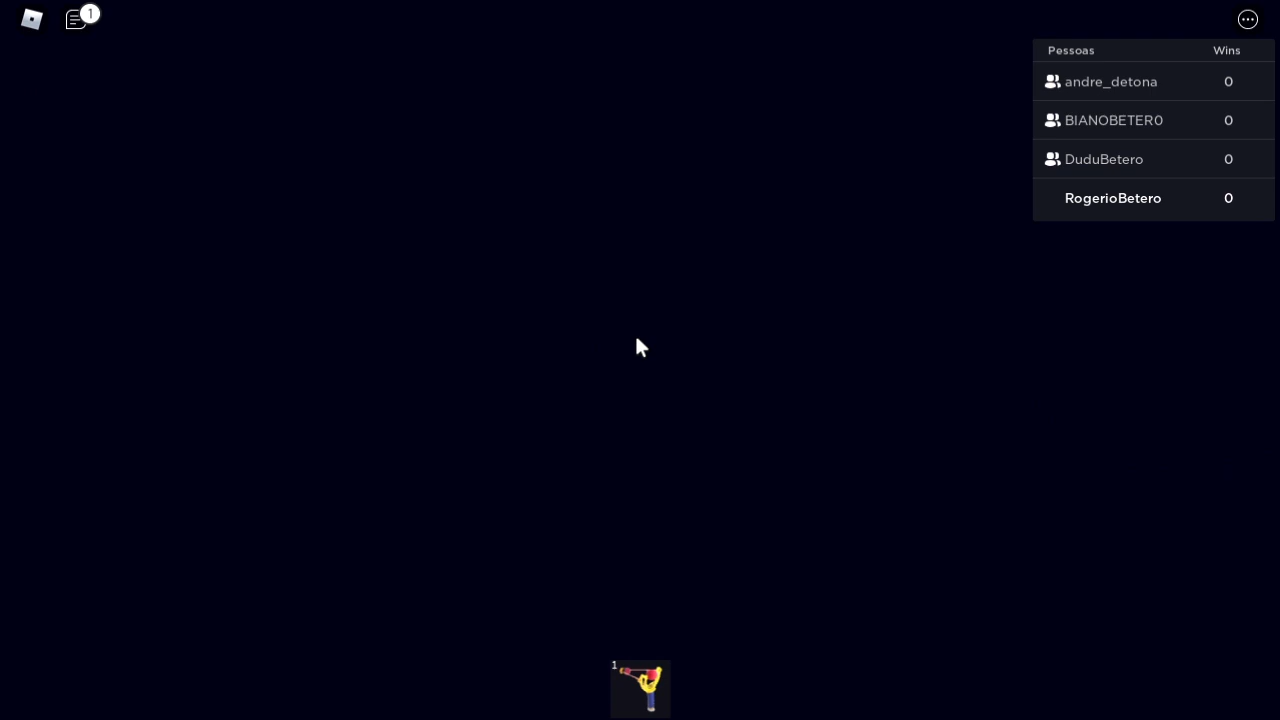 1
Pessoas Wins
andre_detona 0
BIANOBETER0 0
DuduBetero 0
RogerioBetero 0
1